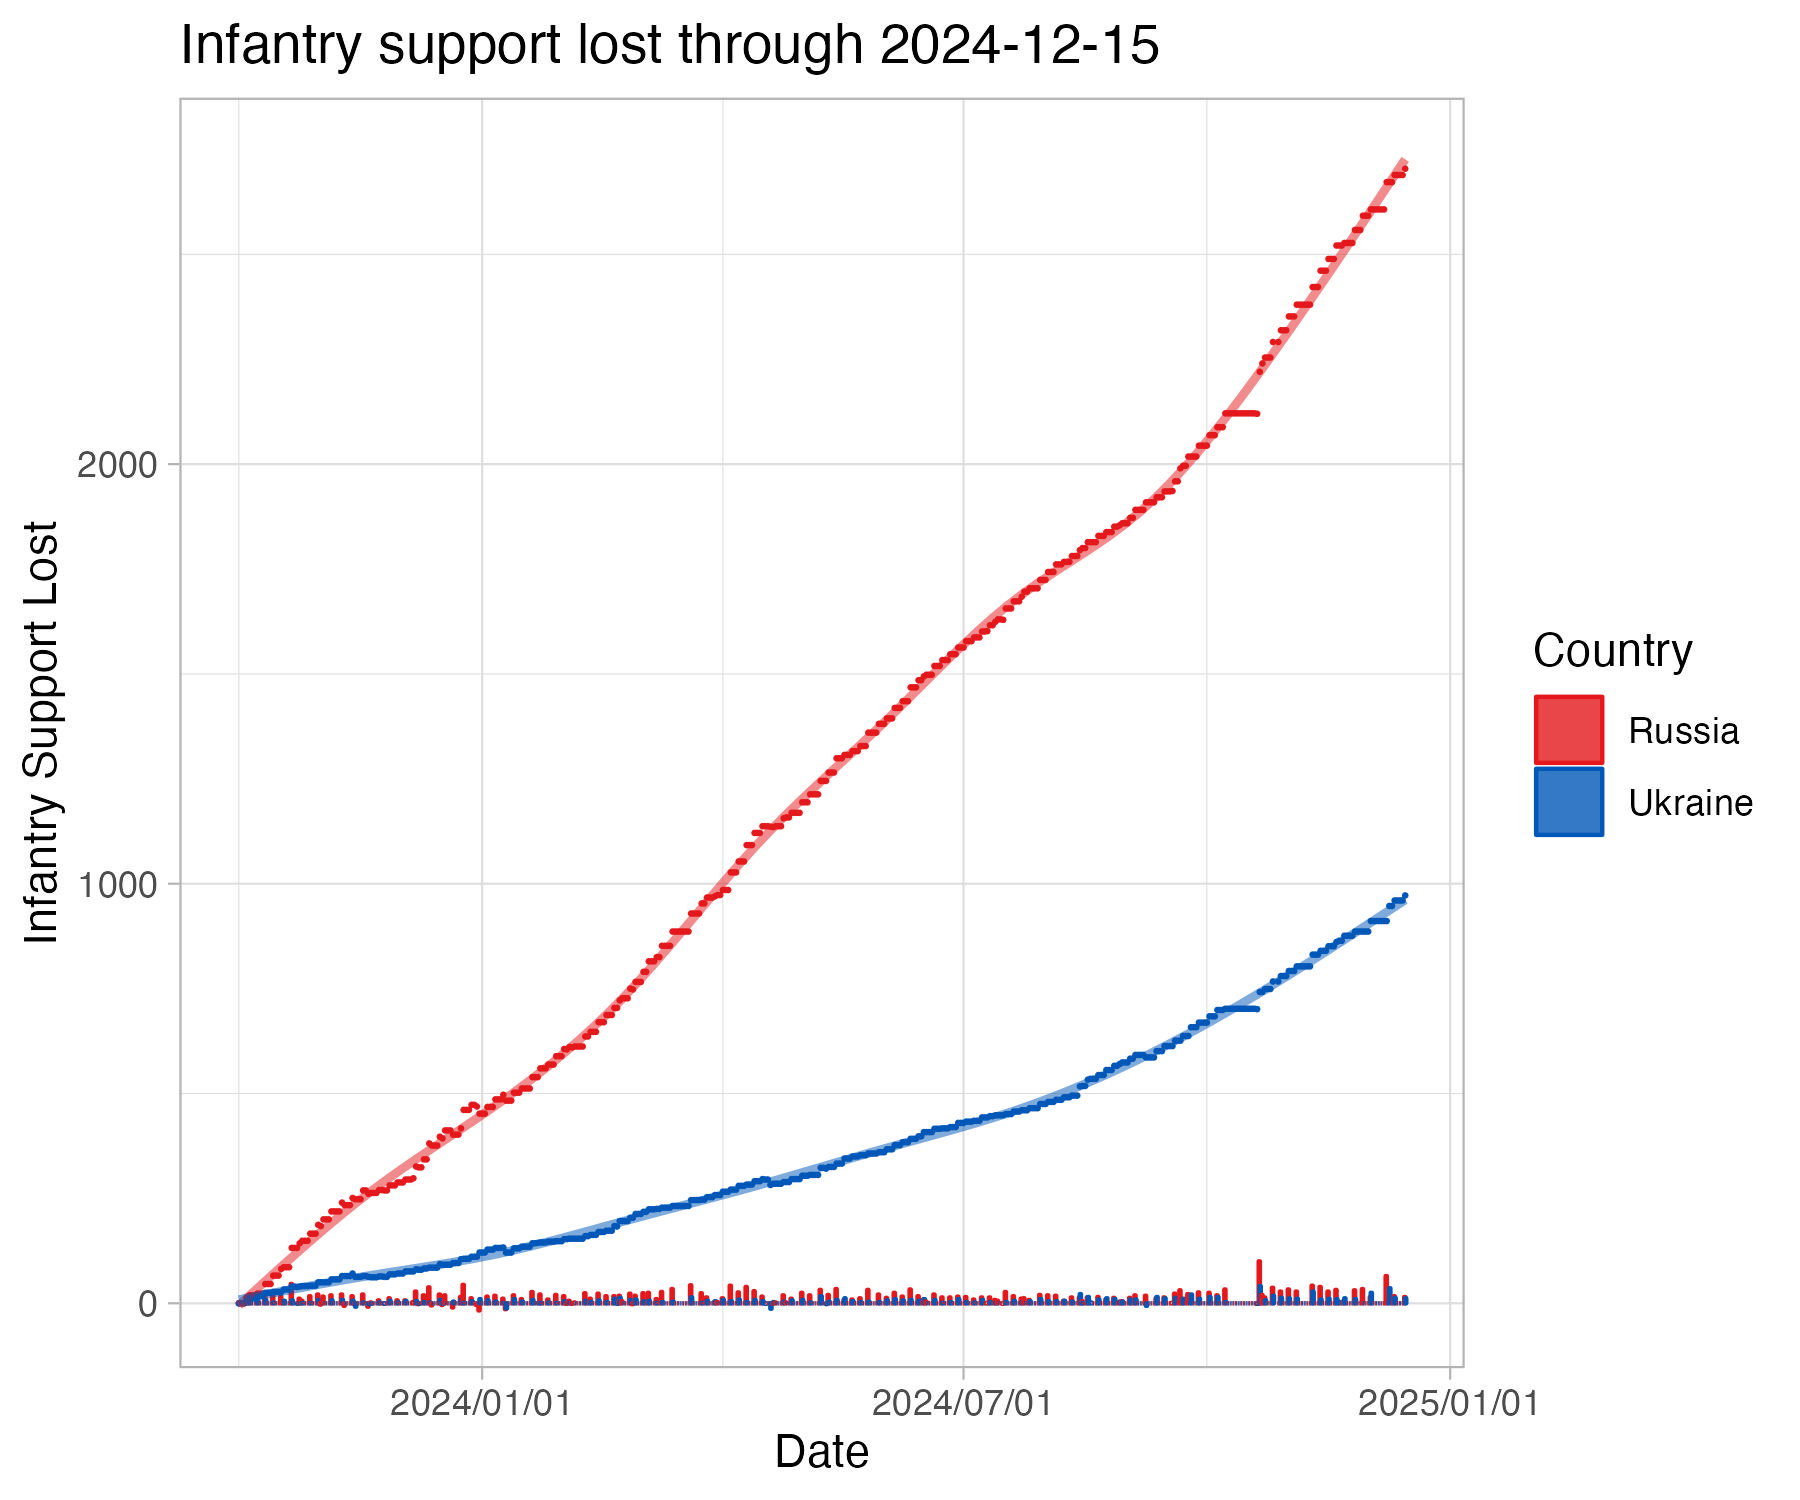 Infantry support lost through 2024-12-15
Infantry Support Lost
2000
1000
0
2024/01/01
2024/07/01
2025/01/01
Date
Country
Russia
Ukraine